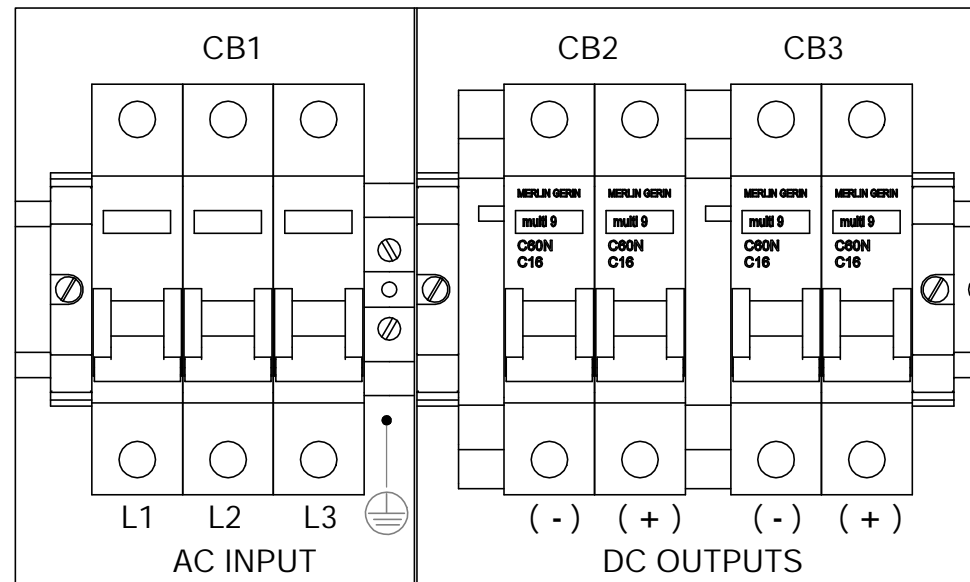 CB1 CB2 CB3
MERLIN GERIN MERLIN GERIN MERLIN GERIN MERLIN GERIN
multi 9 multi 9 multi 9 multi 9
C60N C60N C60N C60N
C16 C16 C16 C16
L1 L2 L3 ( - ) ( + ) ( - ) ( + )
AC INPUT DC OUTPUTS